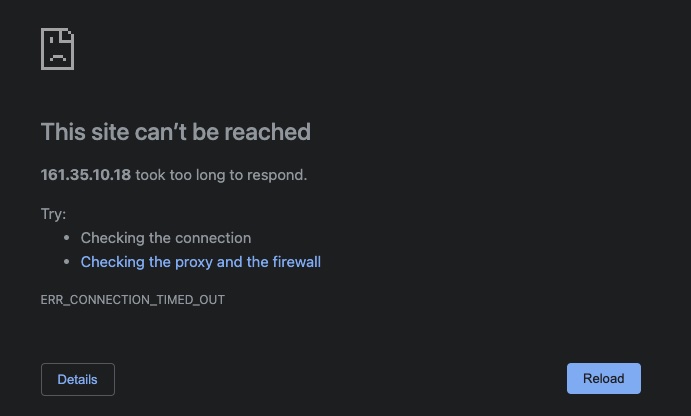 This site can’t be reached
161.35.10.18 took too long to respond.
Try:
• Checking the connection
• Checking the proxy and the firewall
ERR_CONNECTION_TIMED_OUT
Details
Reload